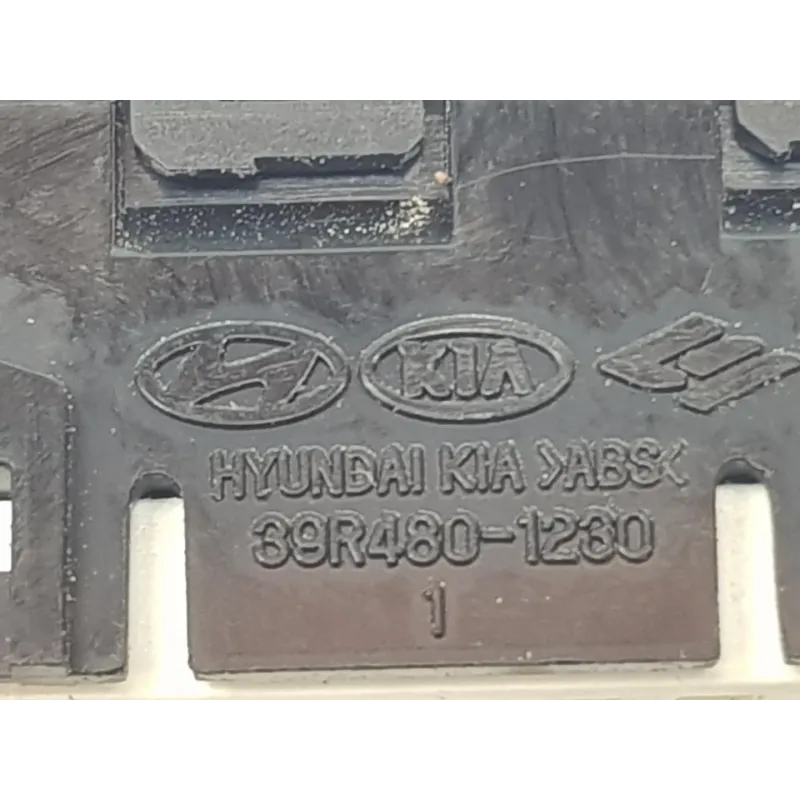 KIA
HYUNDAI KIA >ABS<
39R480-1230
1